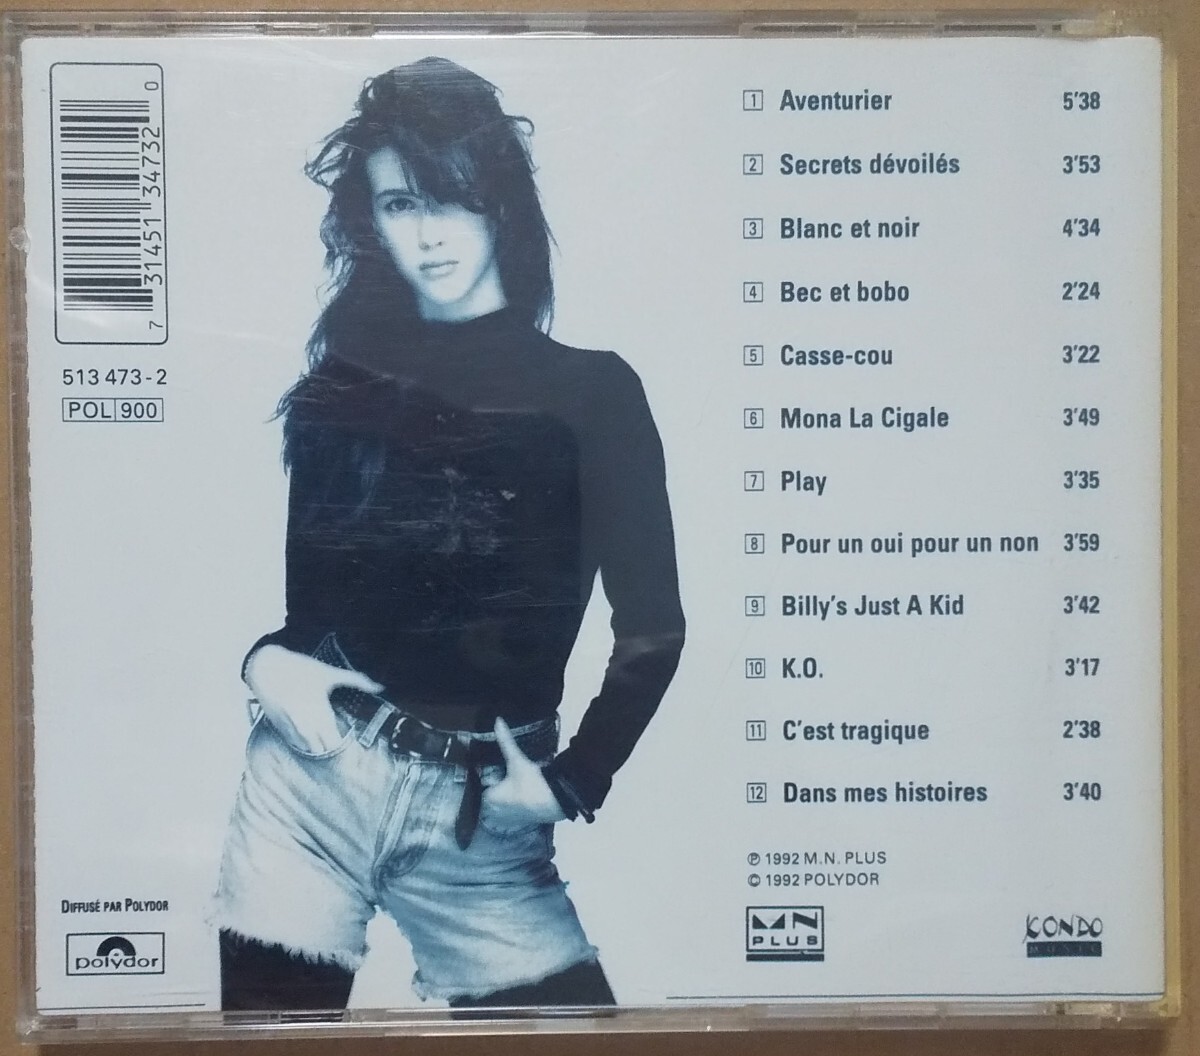 7 31451 34732 0
513 473-2
POL 900
1 Aventurier 5'38
2 Secrets dévoilés 3'53
3 Blanc et noir 4'34
4 Bec et bobo 2'24
5 Casse-cou 3'22
6 Mona La Cigale 3'49
7 Play 3'35
8 Pour un oui pour un non 3'59
9 Billy's Just A Kid 3'42
10 K.O. 3'17
11 C'est tragique 2'38
12 Dans mes histoires 3'40
℗ 1992 M.N. PLUS
© 1992 POLYDOR
DIFFUSÉ PAR POLYDOR
polydor
MN
PLUS
KONDO
MUSIC